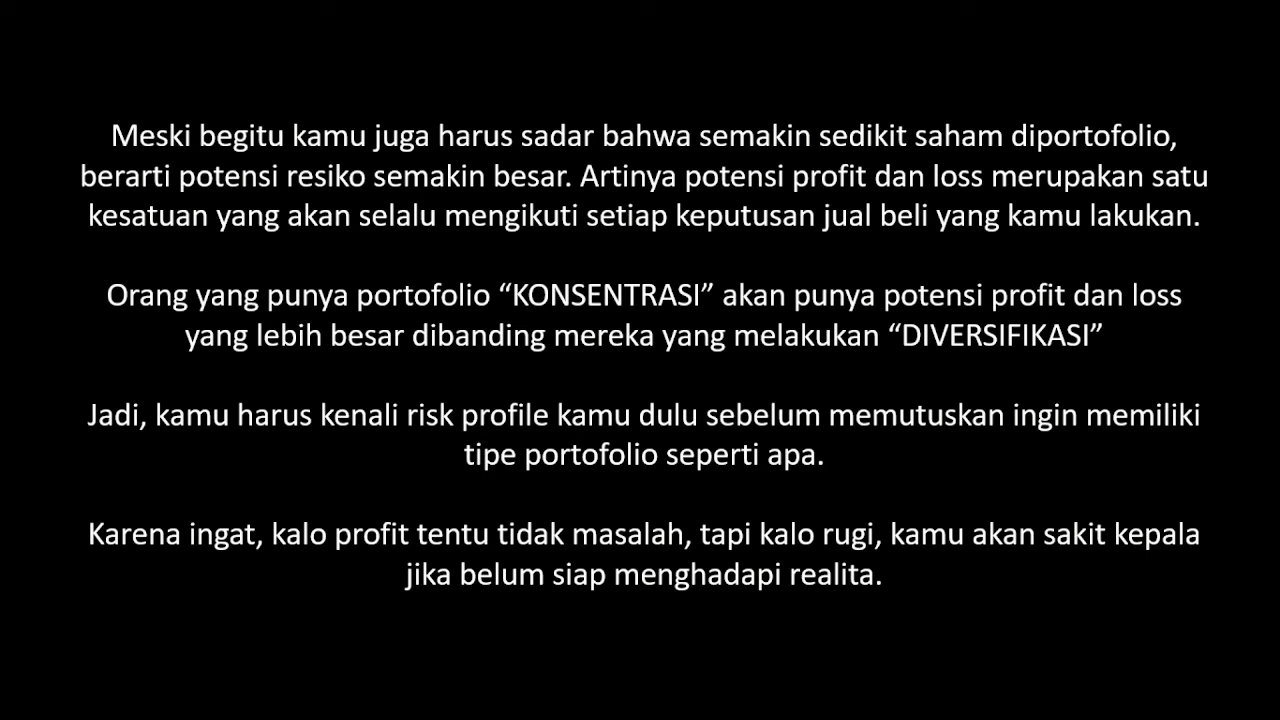 Meski begitu kamu juga harus sadar bahwa semakin sedikit saham diportofolio,
berarti potensi resiko semakin besar. Artinya potensi profit dan loss merupakan satu
kesatuan yang akan selalu mengikuti setiap keputusan jual beli yang kamu lakukan.
Orang yang punya portofolio “KONSENTRASI” akan punya potensi profit dan loss
yang lebih besar dibanding mereka yang melakukan “DIVERSIFIKASI”
Jadi, kamu harus kenali risk profile kamu dulu sebelum memutuskan ingin memiliki
tipe portofolio seperti apa.
Karena ingat, kalo profit tentu tidak masalah, tapi kalo rugi, kamu akan sakit kepala
jika belum siap menghadapi realita.